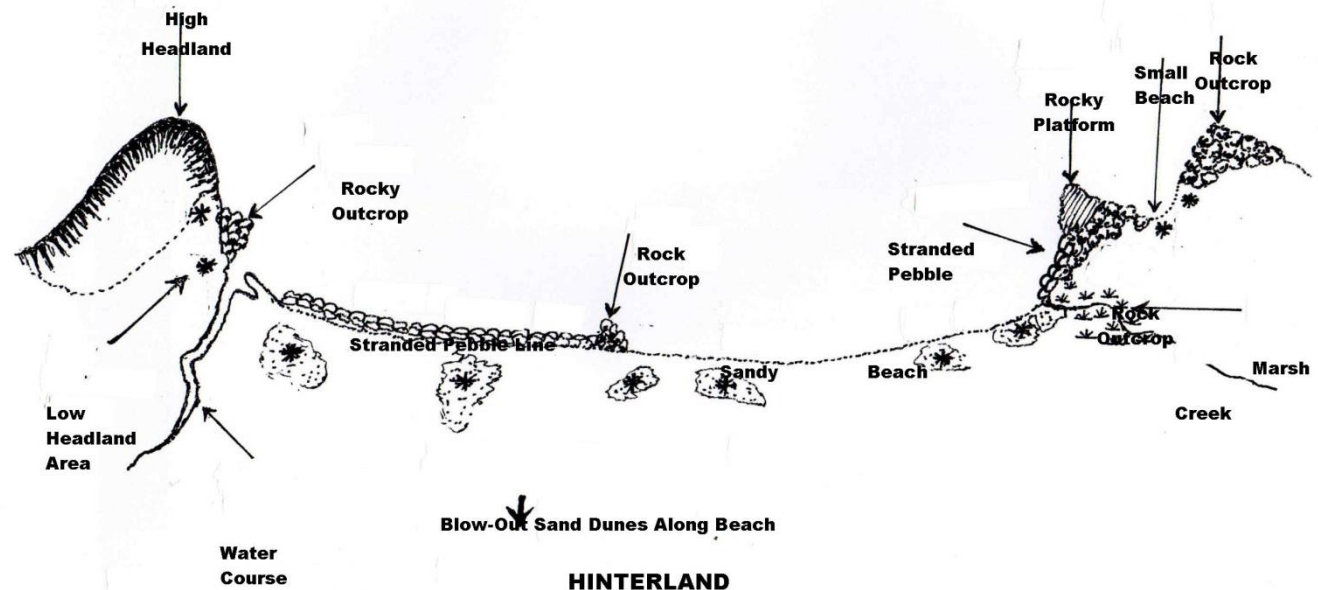 High
Headland
Rocky
Outcrop
Rock
Outcrop
Stranded
Pebble
Rocky
Platform
Small
Beach
Rock
Outcrop
Stranded Pebble Line
Sandy
Beach
Rock
Outcrop
Marsh
Creek
Low
Headland
Area
Blow-Out Sand Dunes Along Beach
Water
Course
HINTERLAND